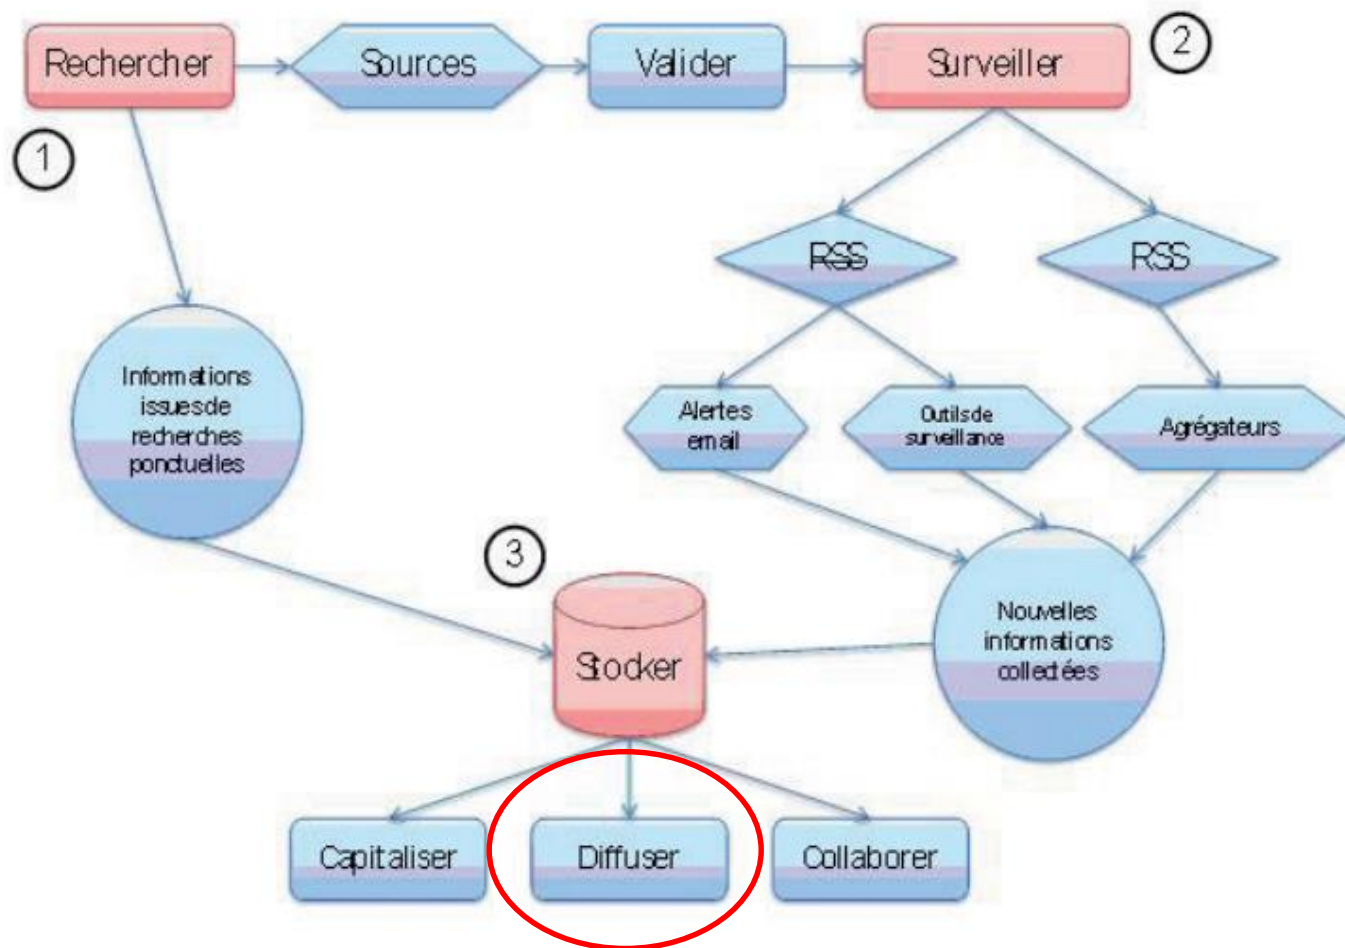 Rechercher
Sources
Valider
Surveiller
2
1
RSS
RSS
Informations
issues de
recherches
ponctuelles
Alertes
email
Outils de
surveillance
Agrégateurs
3
Stocker
Nouvelles
informations
collectées
Capitaliser
Diffuser
Collaborer